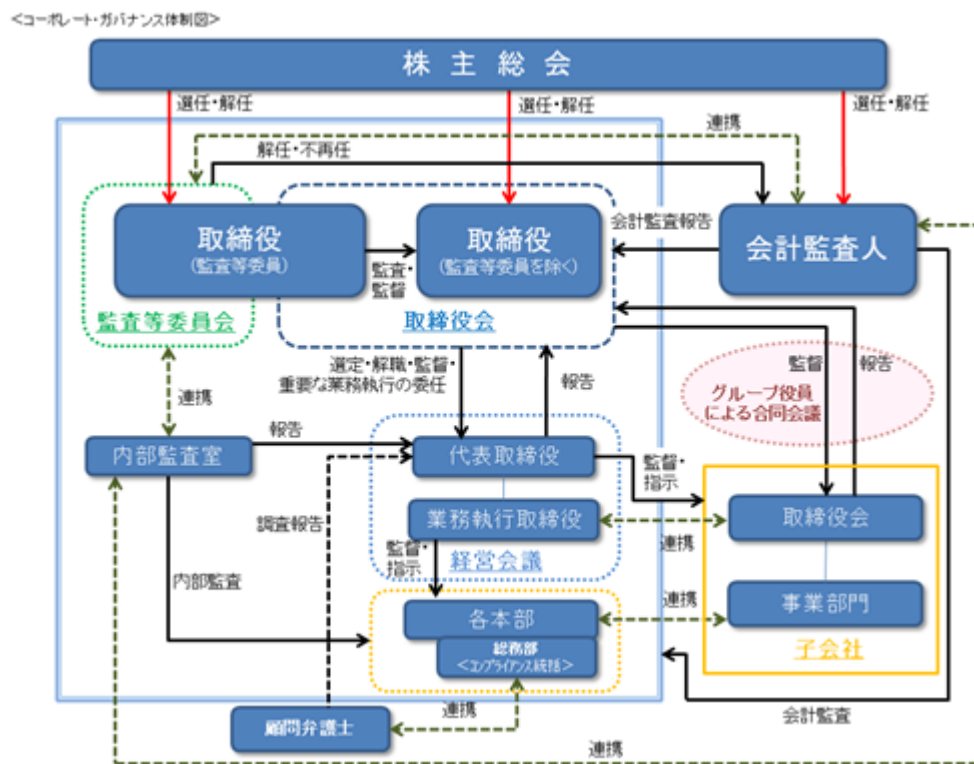 <コーポレート・ガバナンス体制図>
株主総会
選任・解任
選任・解任
選任・解任
連携
解任・不再任
取締役
(監査等委員)
監査・
監督
取締役
(監査等委員を除く)
会計監査報告
会計監査人
監査等委員会
取締役会
選定・解職・監督・
重要な業務執行の委任
報告
監督
報告
グループ役員
による合同会議
連携
内部監査室
報告
代表取締役
監督・
指示
調査報告
業務執行取締役
連携
取締役会
監督・
指示
経営会議
内部監査
各本部
連携
事業部門
総務部
<コンプライアンス統括>
子会社
顧問弁護士
連携
会計監査
連携